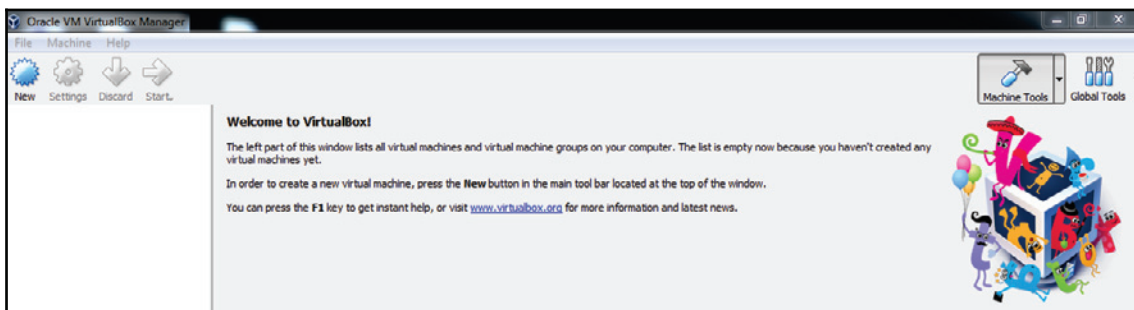 Oracle VM VirtualBox Manager
File Machine Help
New Settings Discard Start
Machine Tools Global Tools
Welcome to VirtualBox!
The left part of this window lists all virtual machines and virtual machine groups on your computer. The list is empty now because you haven't created any
virtual machines yet.
In order to create a new virtual machine, press the New button in the main tool bar located at the top of the window.
You can press the F1 key to get instant help, or visit www.virtualbox.org for more information and latest news.